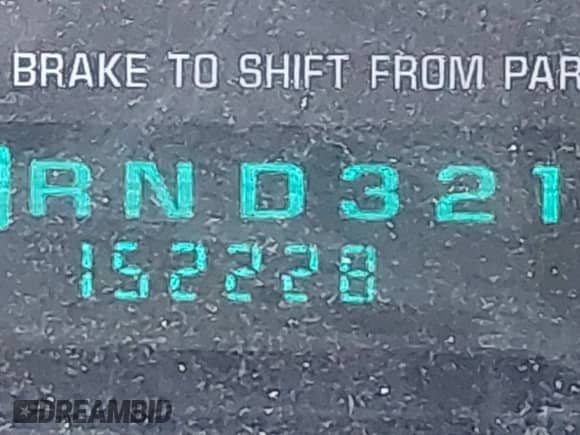 BRAKE TO SHIFT FROM PAR
RND321
152228
DREAMBID